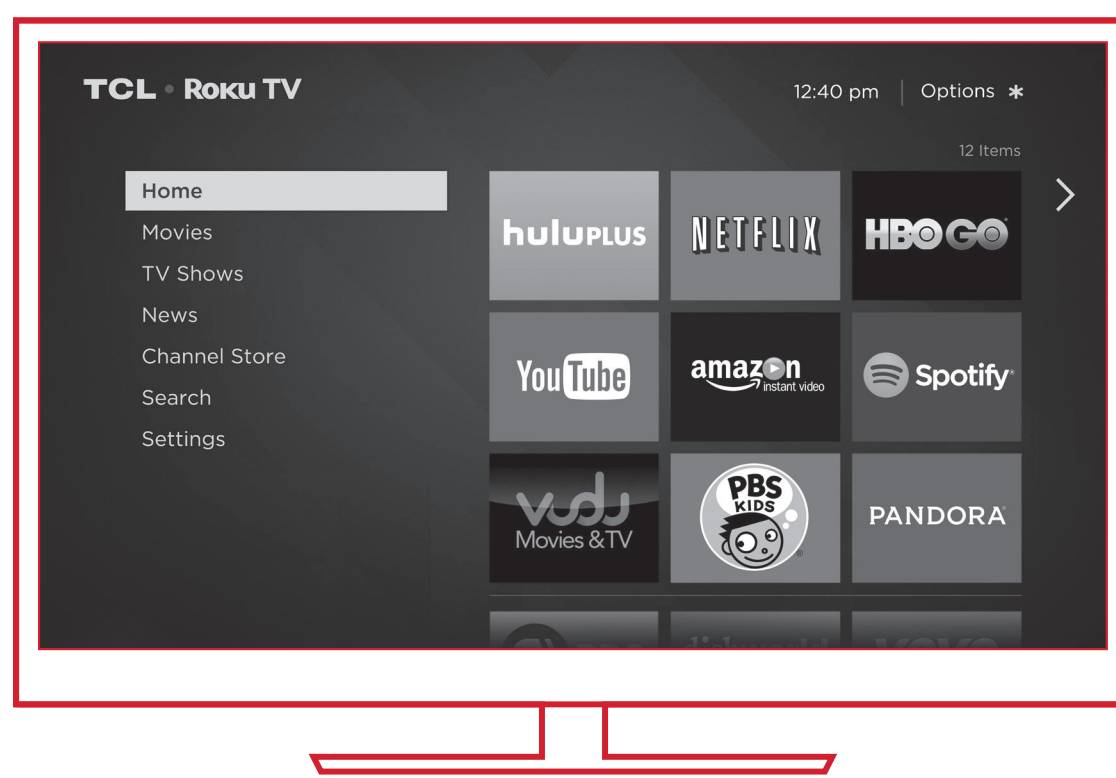 TCL • Roku TV
12:40 pm | Options *
12 Items
Home
Movies
TV Shows
News
Channel Store
Search
Settings
huluPLUS
NETFLIX
HBO GO
YouTube
amazon
instant video
Spotify®
vudu
Movies & TV
PBS
KIDS
®
PANDORA